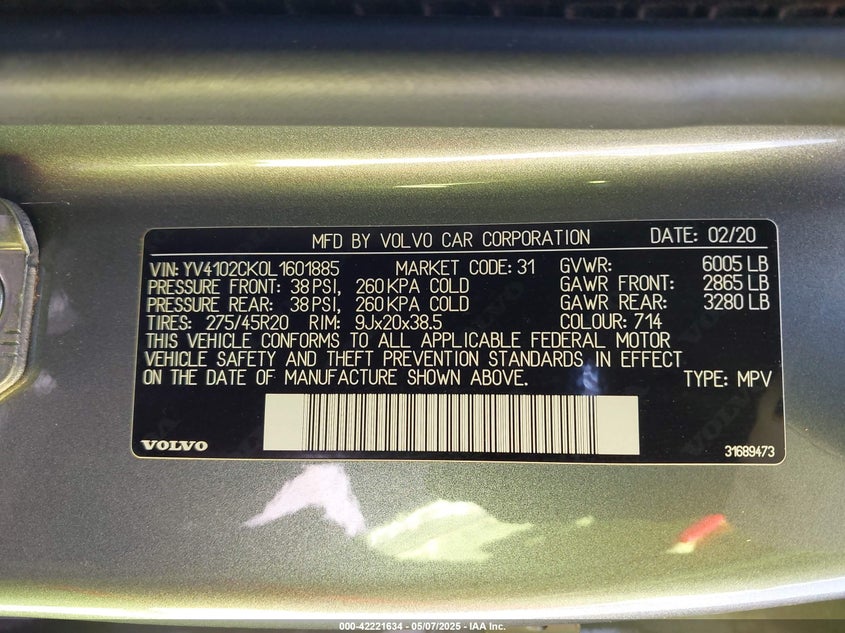 MFD BY VOLVO CAR CORPORATION DATE: 02/20
VIN: YV4102CK0L1601885 MARKET CODE: 31 GVWR: 6005 LB
PRESSURE FRONT: 38 PSI, 260 KPA COLD GAWR FRONT: 2865 LB
PRESSURE REAR: 38 PSI, 260 KPA COLD GAWR REAR: 3280 LB
TIRES: 275/45R20 RIM: 9Jx20x38.5 COLOUR: 714
THIS VEHICLE CONFORMS TO ALL APPLICABLE FEDERAL MOTOR
VEHICLE SAFETY AND THEFT PREVENTION STANDARDS IN EFFECT
ON THE DATE OF MANUFACTURE SHOWN ABOVE. TYPE: MPV
VOLVO 31689473
000-42221634 - 05/07/2025 - IAA Inc.